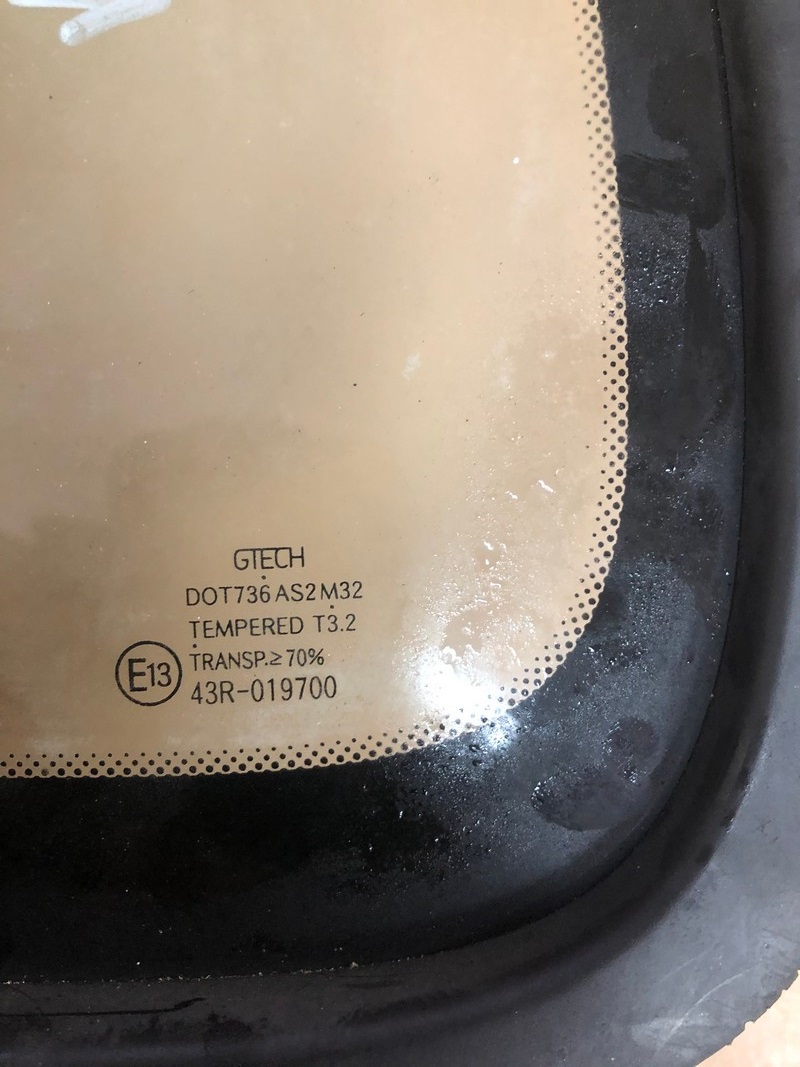 GTECH
DOT736 AS2 M32
TEMPERED T3.2
TRANSP.≥70%
E13
43R-019700